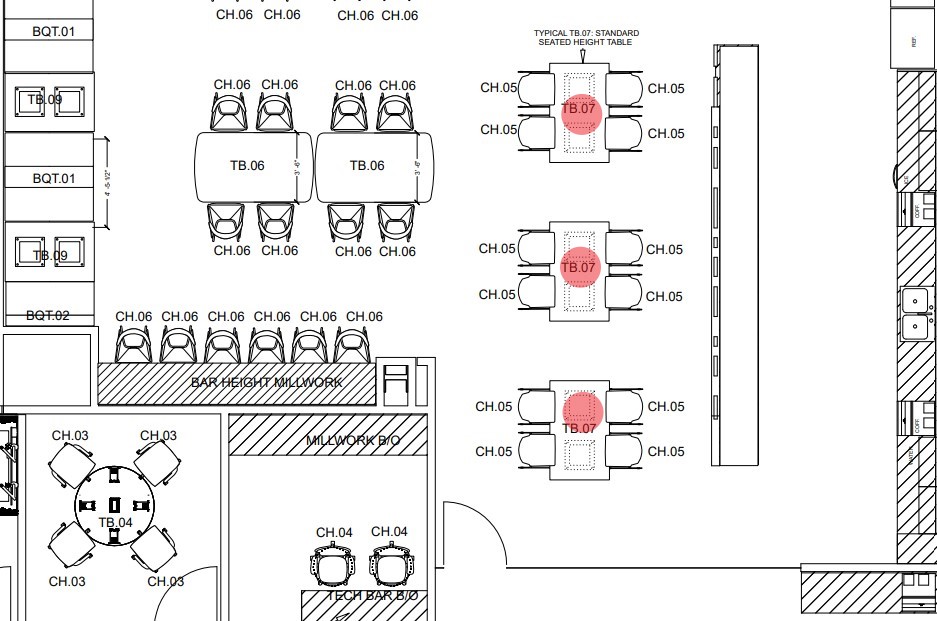 CH.06 CH.06 CH.06 CH.06
BQT.01
TYPICAL TB.07: STANDARD
SEATED HEIGHT TABLE
REF.
CH.06 CH.06 CH.06 CH.06
CH.05 CH.05
TB.09
TB.07
CH.05 CH.05
TB.06 TB.06
3'-6" 3'-6"
BQT.01
4'-5 1/2"
ICE
COFF
CH.06 CH.06 CH.06 CH.06
CH.05 CH.05
TB.09
TB.07
CH.05 CH.05
BQT.02
CH.06 CH.06 CH.06 CH.06 CH.06 CH.06
BAR HEIGHT MILLWORK
CH.05 CH.05
COFF
TB.07
CH.03 CH.03
MILLWORK B/O
CH.05 CH.05
TB.04
CH.04 CH.04
CH.03 CH.03
TECH BAR B/O